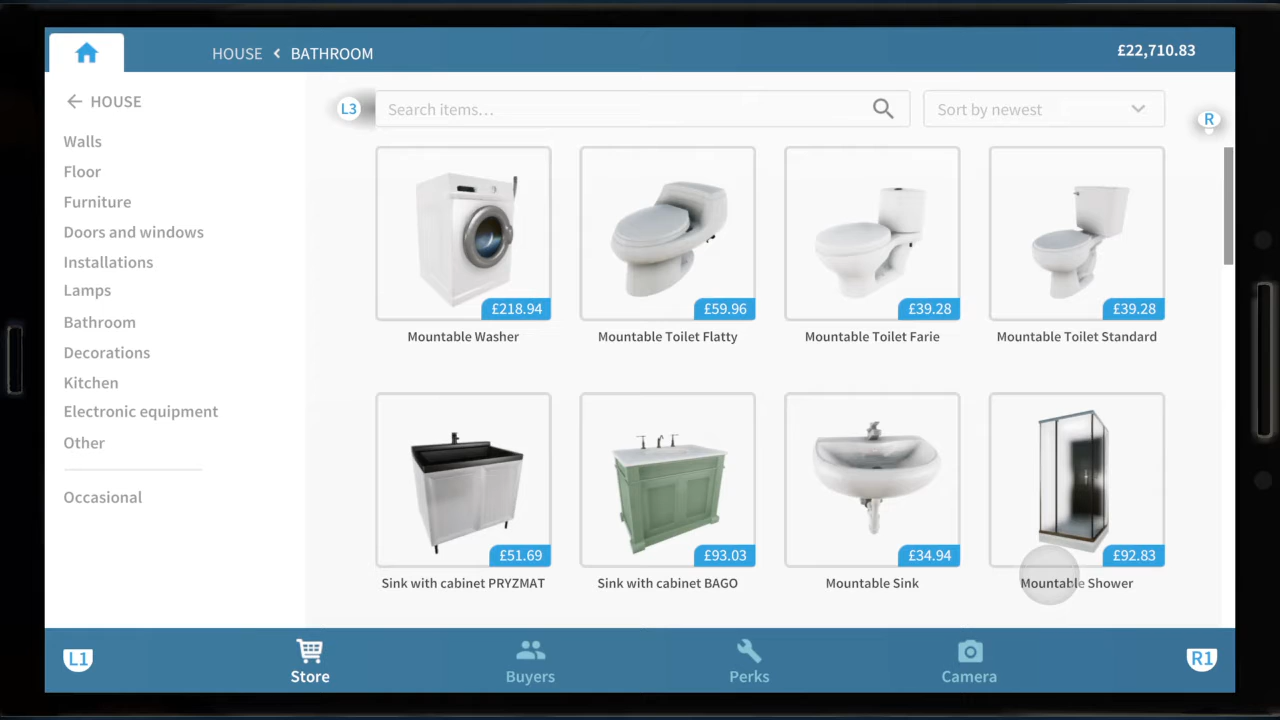 HOUSE < BATHROOM
£22,710.83
← HOUSE
Walls
Floor
Furniture
Doors and windows
Installations
Lamps
Bathroom
Decorations
Kitchen
Electronic equipment
Other
Occasional
L3
Search items...
Sort by newest
R
£218.94
£59.96
£39.28
£39.28
Mountable Washer
Mountable Toilet Flatty
Mountable Toilet Farie
Mountable Toilet Standard
£51.69
£93.03
£34.94
£92.83
Sink with cabinet PRYZMAT
Sink with cabinet BAGO
Mountable Sink
Mountable Shower
L1
Store
Buyers
Perks
Camera
R1